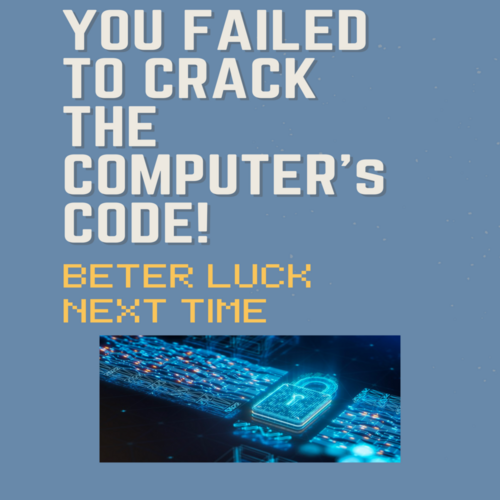 YOU FAILED
TO CRACK
THE
COMPUTER's
CODE!
BETER LUCK
NEXT TIME